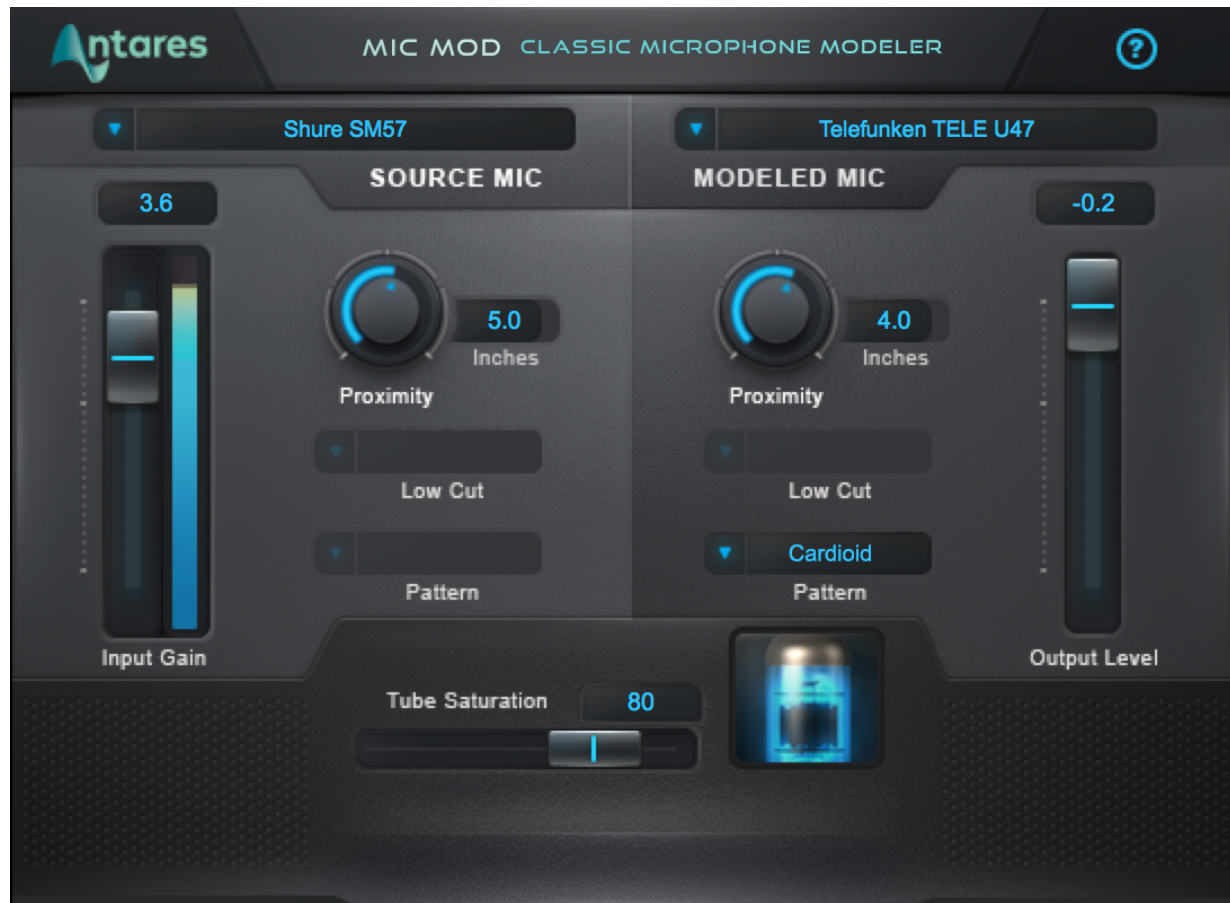 Antares
MIC MOD CLASSIC MICROPHONE MODELER
?
Shure SM57
Telefunken TELE U47
SOURCE MIC
MODELED MIC
3.6
-0.2
5.0
Inches
Proximity
4.0
Inches
Proximity
Low Cut
Low Cut
Cardioid
Pattern
Pattern
Input Gain
Output Level
Tube Saturation
80